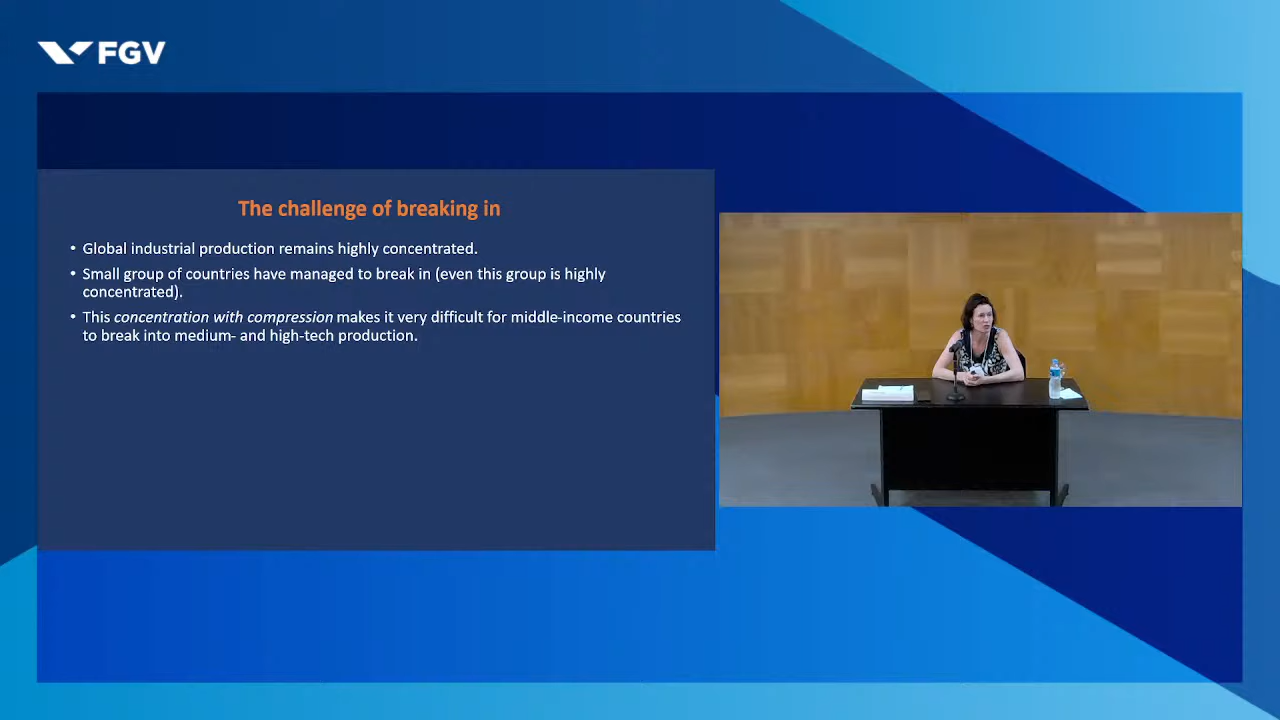 FGV
The challenge of breaking in
• Global industrial production remains highly concentrated.
• Small group of countries have managed to break in (even this group is highly
concentrated).
• This concentration with compression makes it very difficult for middle-income countries
to break into medium- and high-tech production.